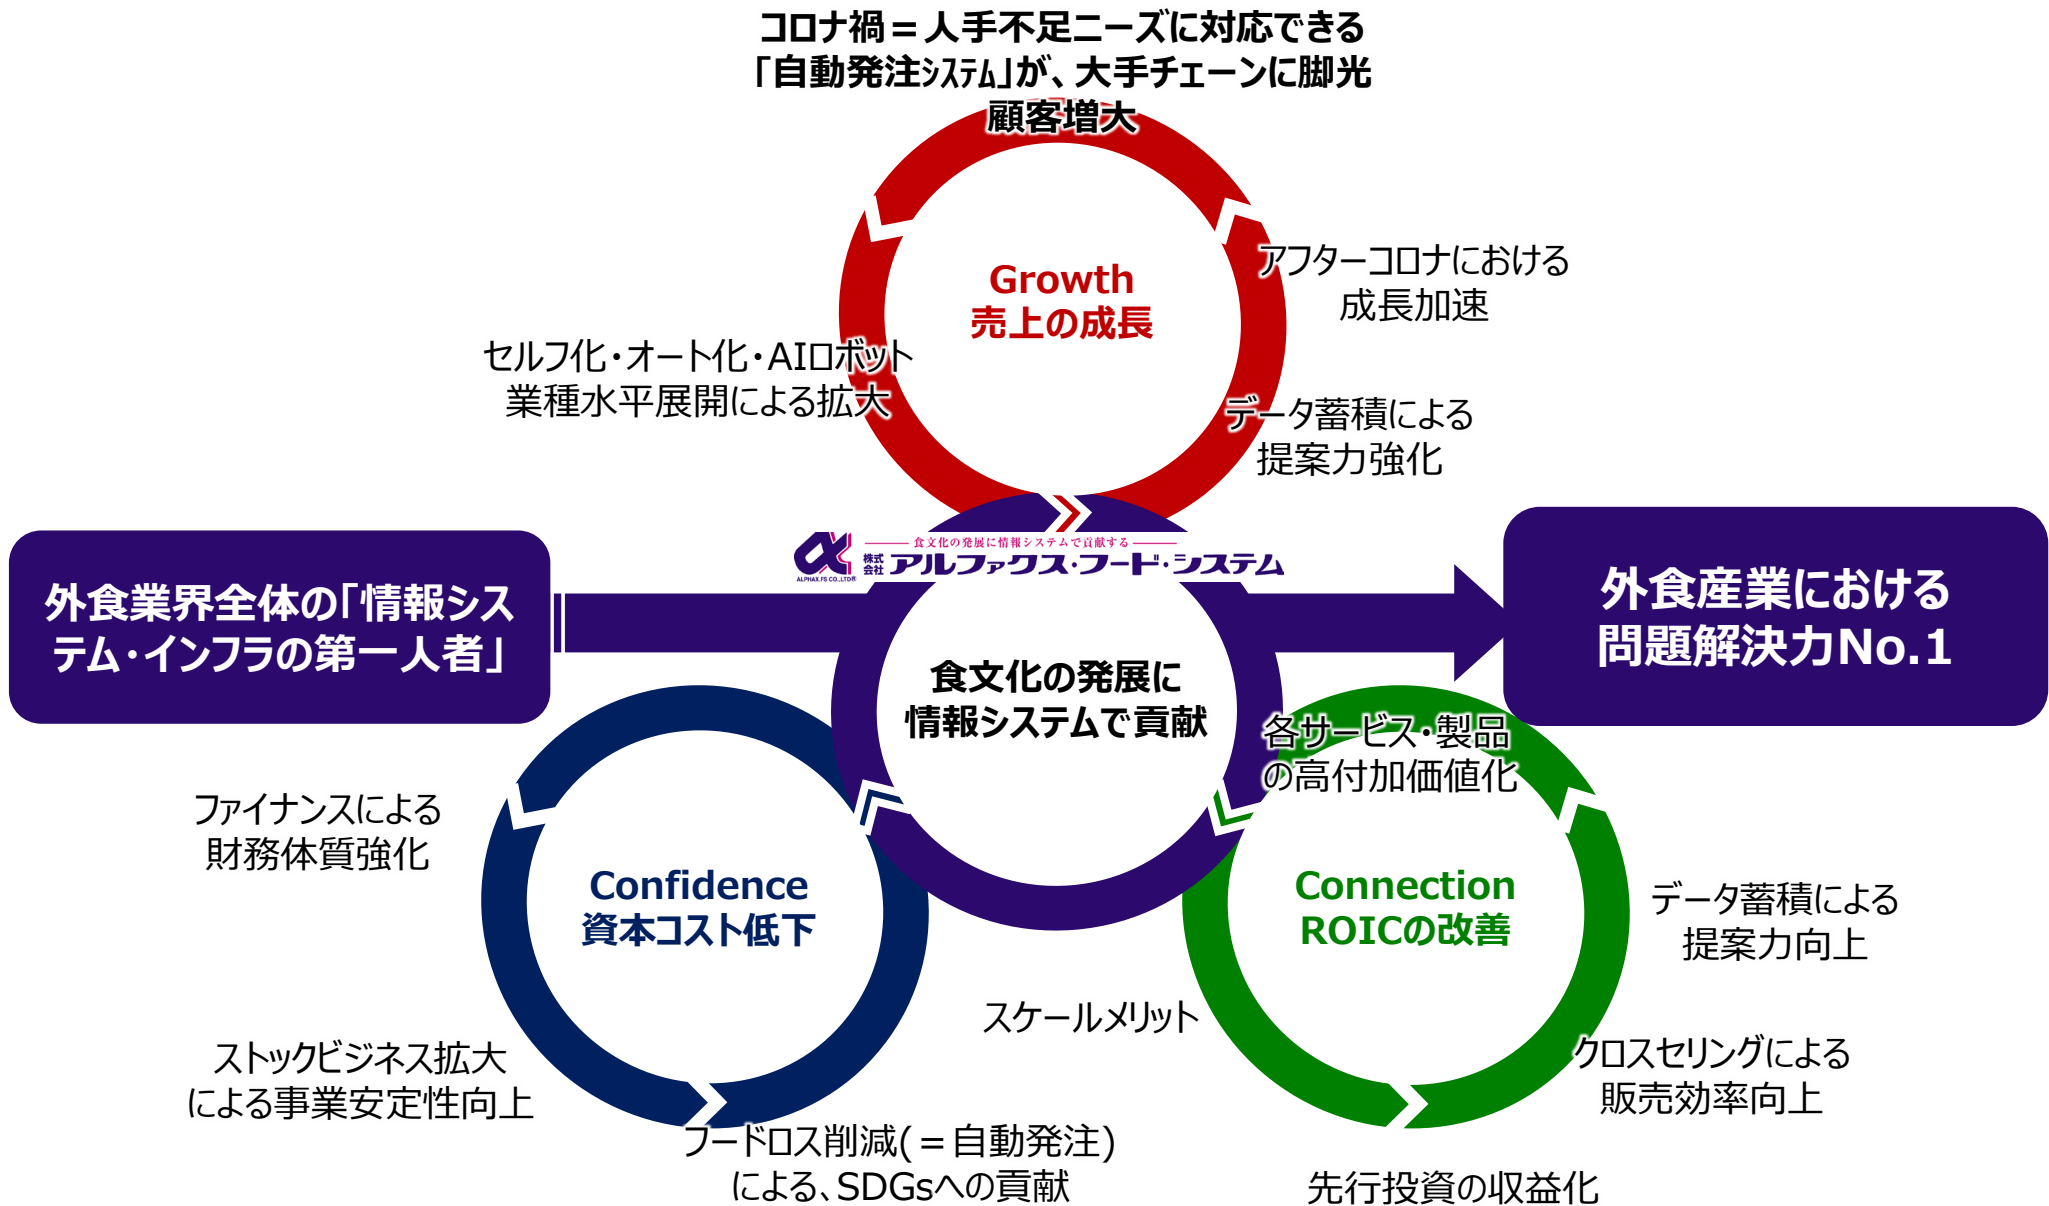 コロナ禍＝人手不足ニーズに対応できる
「自動発注システム」が、大手チェーンに脚光
顧客増大
Growth
売上の成長
アフターコロナにおける
成長加速
セルフ化・オート化・AIロボット
業種水平展開による拡大
データ蓄積による
提案力強化
食文化の発展に情報システムで貢献する
ALPHAX.FS CO.,LTD®
株式会社 アルファクス・フード・システム
外食業界全体の「情報シス
テム・インフラの第一人者」
外食産業における
問題解決力No.1
食文化の発展に
情報システムで貢献
各サービス・製品
の高付加価値化
ファイナンスによる
財務体質強化
Confidence
資本コスト低下
Connection
ROICの改善
データ蓄積による
提案力向上
スケールメリット
ストックビジネス拡大
による事業安定性向上
クロスセリングによる
販売効率向上
フードロス削減(＝自動発注)
による、SDGsへの貢献
先行投資の収益化